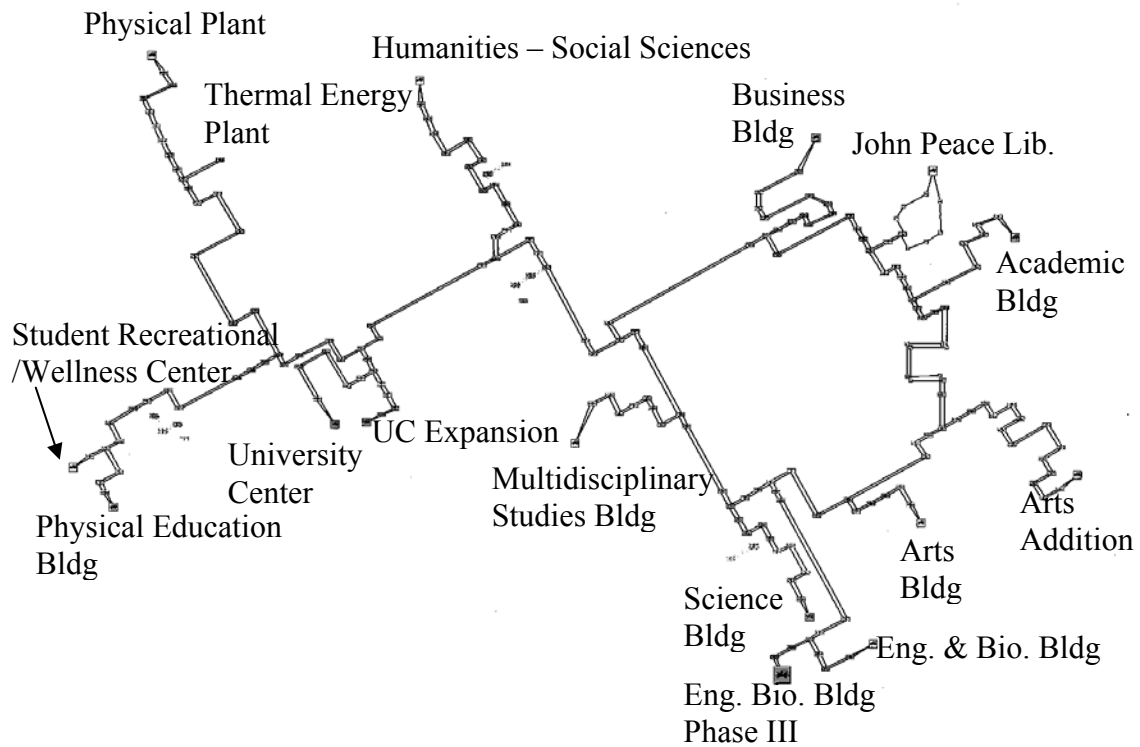 Physical Plant
Humanities – Social Sciences
Thermal Energy
Plant
Business
Bldg
John Peace Lib.
Academic
Bldg
Student Recreational
/Wellness Center
University
Center
UC Expansion
Multidisciplinary
Studies Bldg
Physical Education
Bldg
Arts
Addition
Arts
Bldg
Science
Bldg
Eng. & Bio. Bldg
Eng. Bio. Bldg
Phase III